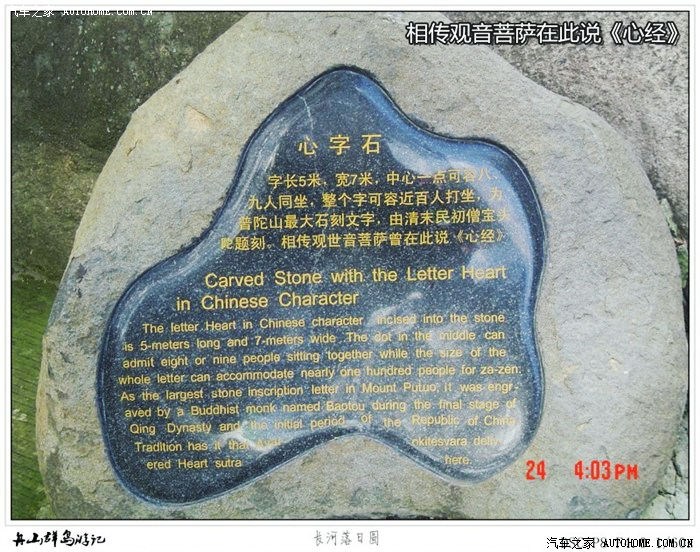 汽车之家 AUTOHOME.COM.CN
相传观音菩萨在此说《心经》
心字石
字长5米，宽7米，中心一点可容八、
九人同坐，整个字可容近百人打坐，为
普陀山最大石刻文字，由清末民初僧宝头
陀题刻。相传观世音菩萨曾在此说《心经》
Carved Stone with the Letter Heart
in Chinese Character
The letter Heart in Chinese character incised into the stone
is 5-meters long and 7-meters wide. The dot in the middle can
admit eight or nine people sitting together while the size of the
whole letter can accommodate nearly one hundred people for za-zen.
As the largest stone inscription letter in Mount Putuo, it was engr-
aved by a Buddhist monk named Baotou during the final stage of
Qing Dynasty and the initial period of the Republic of China
Tradition has it that okitesvara deliv-
ered Heart sutra here.
24 4:03PM
舟山群岛游记
长河落日圆
汽车之家 AUTOHOME.COM.CN